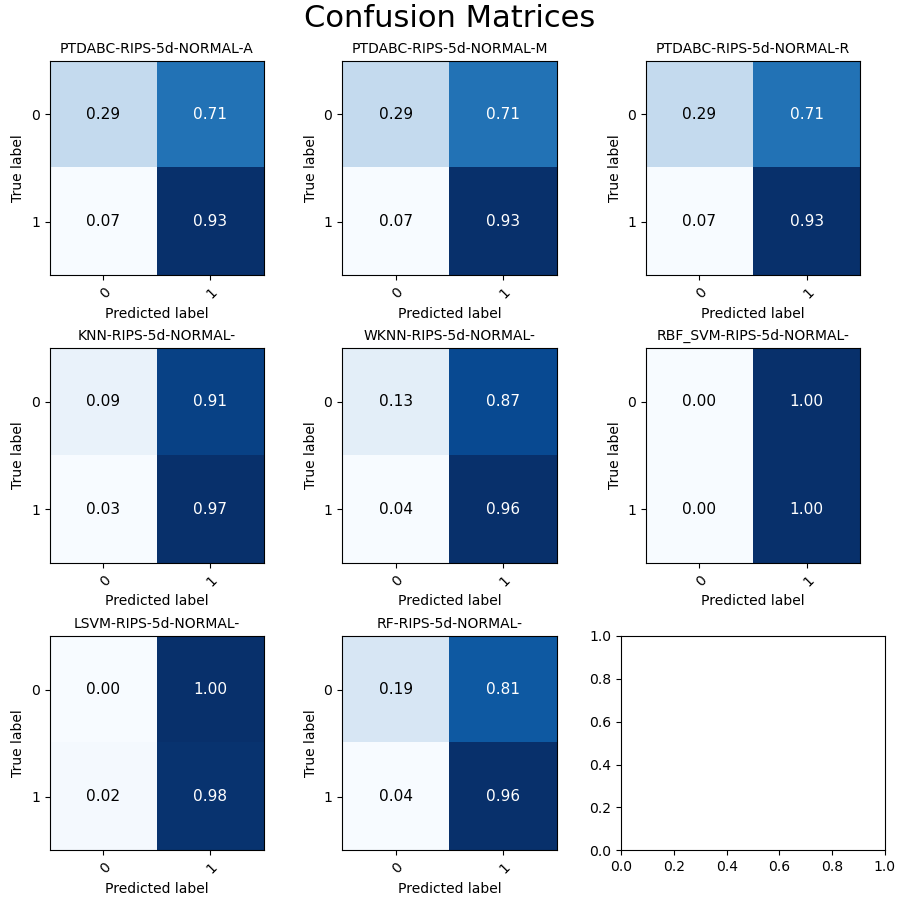 Confusion Matrices
PTDABC-RIPS-5d-NORMAL-A
PTDABC-RIPS-5d-NORMAL-M
PTDABC-RIPS-5d-NORMAL-R
True label
0
0.29
0.71
1
0.07
0.93
0
1
Predicted label
True label
0
0.29
0.71
1
0.07
0.93
0
1
Predicted label
True label
0
0.29
0.71
1
0.07
0.93
0
1
Predicted label
KNN-RIPS-5d-NORMAL-
WKNN-RIPS-5d-NORMAL-
RBF_SVM-RIPS-5d-NORMAL-
True label
0
0.09
0.91
1
0.03
0.97
0
1
Predicted label
True label
0
0.13
0.87
1
0.04
0.96
0
1
Predicted label
True label
0
0.00
1.00
1
0.00
1.00
0
1
Predicted label
LSVM-RIPS-5d-NORMAL-
RF-RIPS-5d-NORMAL-
True label
0
0.00
1.00
1
0.02
0.98
0
1
Predicted label
True label
0
0.19
0.81
1
0.04
0.96
0
1
Predicted label
1.0
0.8
0.6
0.4
0.2
0.0
0.0 0.2 0.4 0.6 0.8 1.0